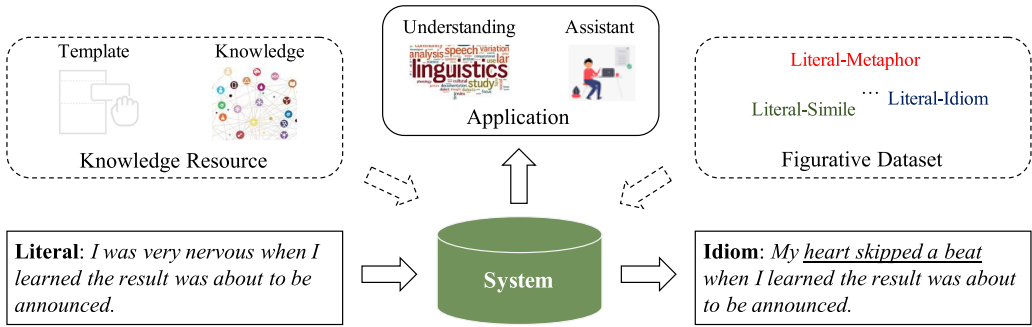 Template
Knowledge
Knowledge Resource
Understanding
Assistant
analysis speech variation
linguistics
study
Application
Literal-Metaphor
...
Literal-Simile
Literal-Idiom
Figurative Dataset
Literal: I was very nervous when I
learned the result was about to be
announced.
System
Idiom: My heart skipped a beat
when I learned the result was about
to be announced.